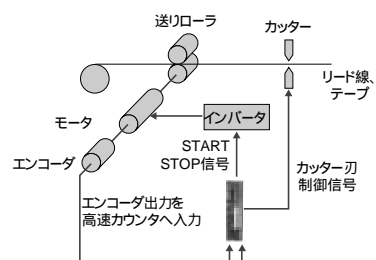 送りローラ
カッター
リード線、
テープ
モータ
インバータ
START
STOP信号
エンコーダ
カッター刃
制御信号
エンコーダ出力を
高速カウンタへ入力